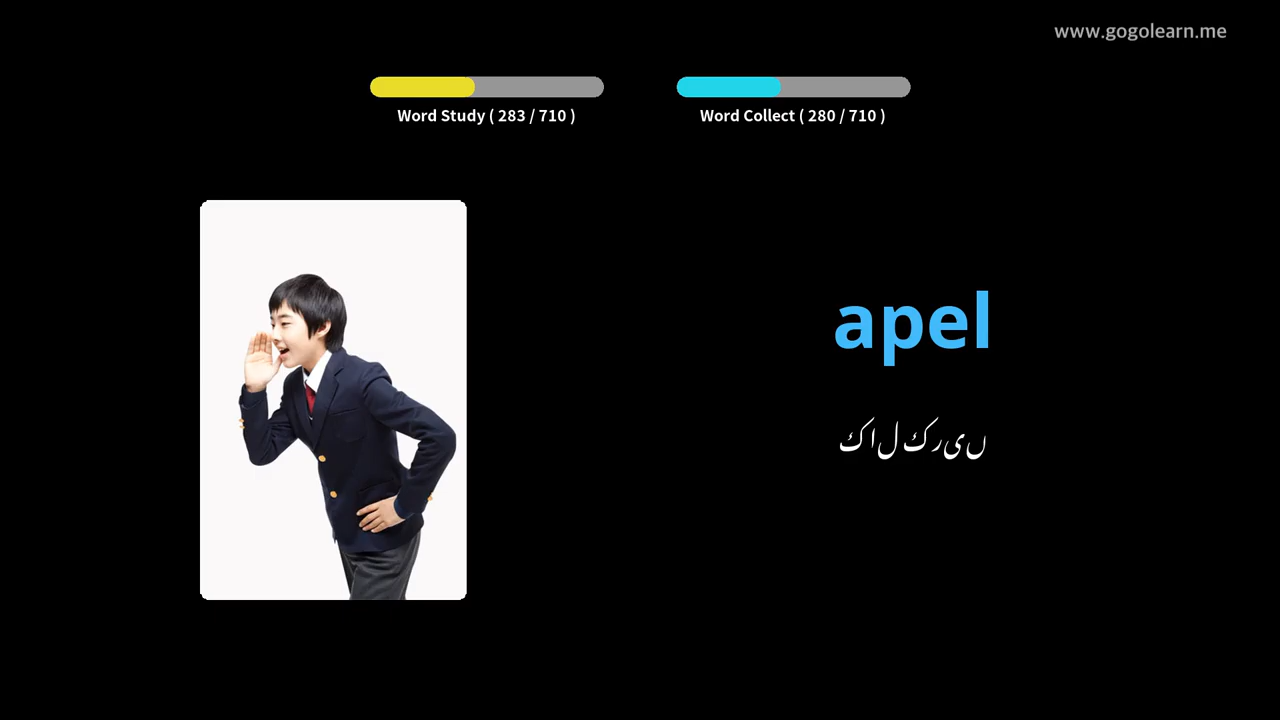 www.gogolearn.me
Word Study ( 283 / 710 )
Word Collect ( 280 / 710 )
apel
کال کریں